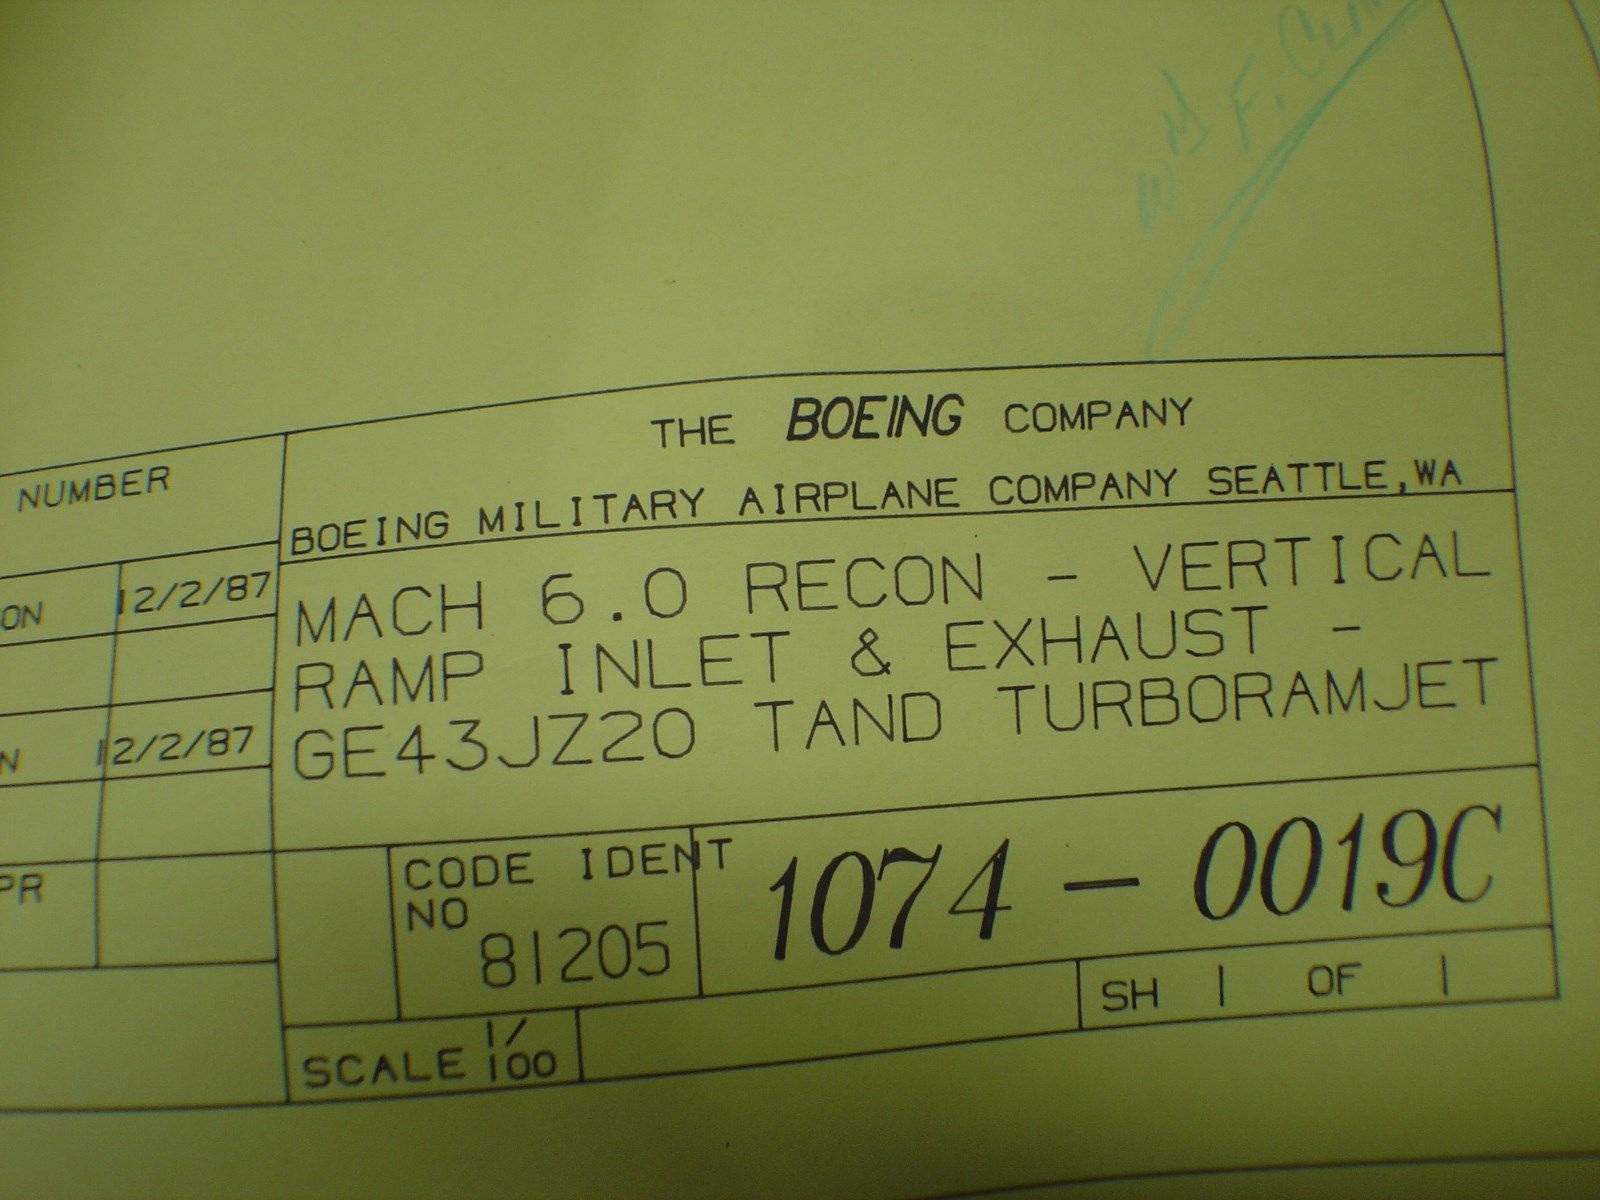 WM F.
THE BOEING COMPANY
BOEING MILITARY AIRPLANE COMPANY SEATTLE,WA
MACH 6.0 RECON - VERTICAL
RAMP INLET & EXHAUST -
GE43JZ20 TAND TURBORAMJET
NUMBER
ON 12/2/87
N 12/2/87
PR
CODE IDENT
NO
81205
1074-0019C
SCALE 1/100
SH 1 OF 1